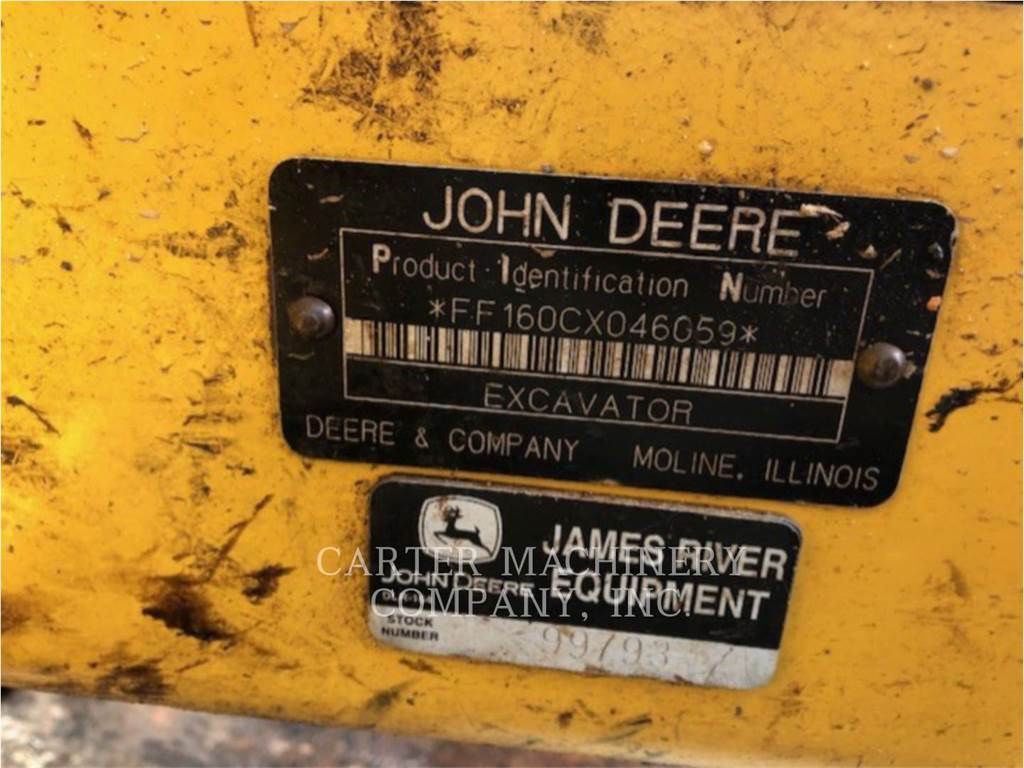 JOHN DEERE
Product Identification Number
*FF160CX046059*
EXCAVATOR
DEERE & COMPANY MOLINE, ILLINOIS
JAMES RIVER
EQUIPMENT
JOHN DEERE
STOCK
NUMBER
99793
CARTER MACHINERY
COMPANY, INC.